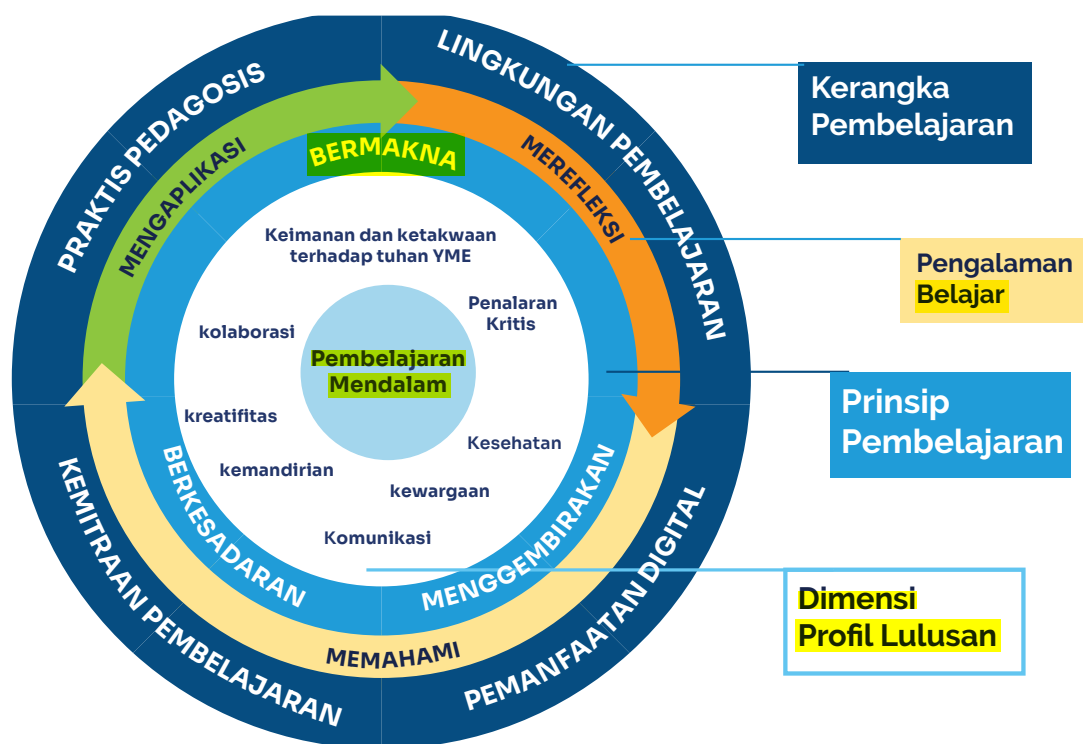 PRAKTIS PEDAGOSIS
LINGKUNGAN PEMBELAJARAN
PEMANFAATAN DIGITAL
KEMITRAAN PEMBELAJARAN
MENGAPLIKASI
MEREFLEKSI
MEMAHAMI
BERMAKNA
MENGGEMBIRAKAN
BERKESADARAN
Keimanan dan ketakwaan
terhadap tuhan YME
Penalaran
Kritis
kolaborasi
Pembelajaran
Mendalam
kreatifitas
Kesehatan
kemandirian
kewargaan
Komunikasi
Kerangka
Pembelajaran
Pengalaman
Belajar
Prinsip
Pembelajaran
Dimensi
Profil Lulusan